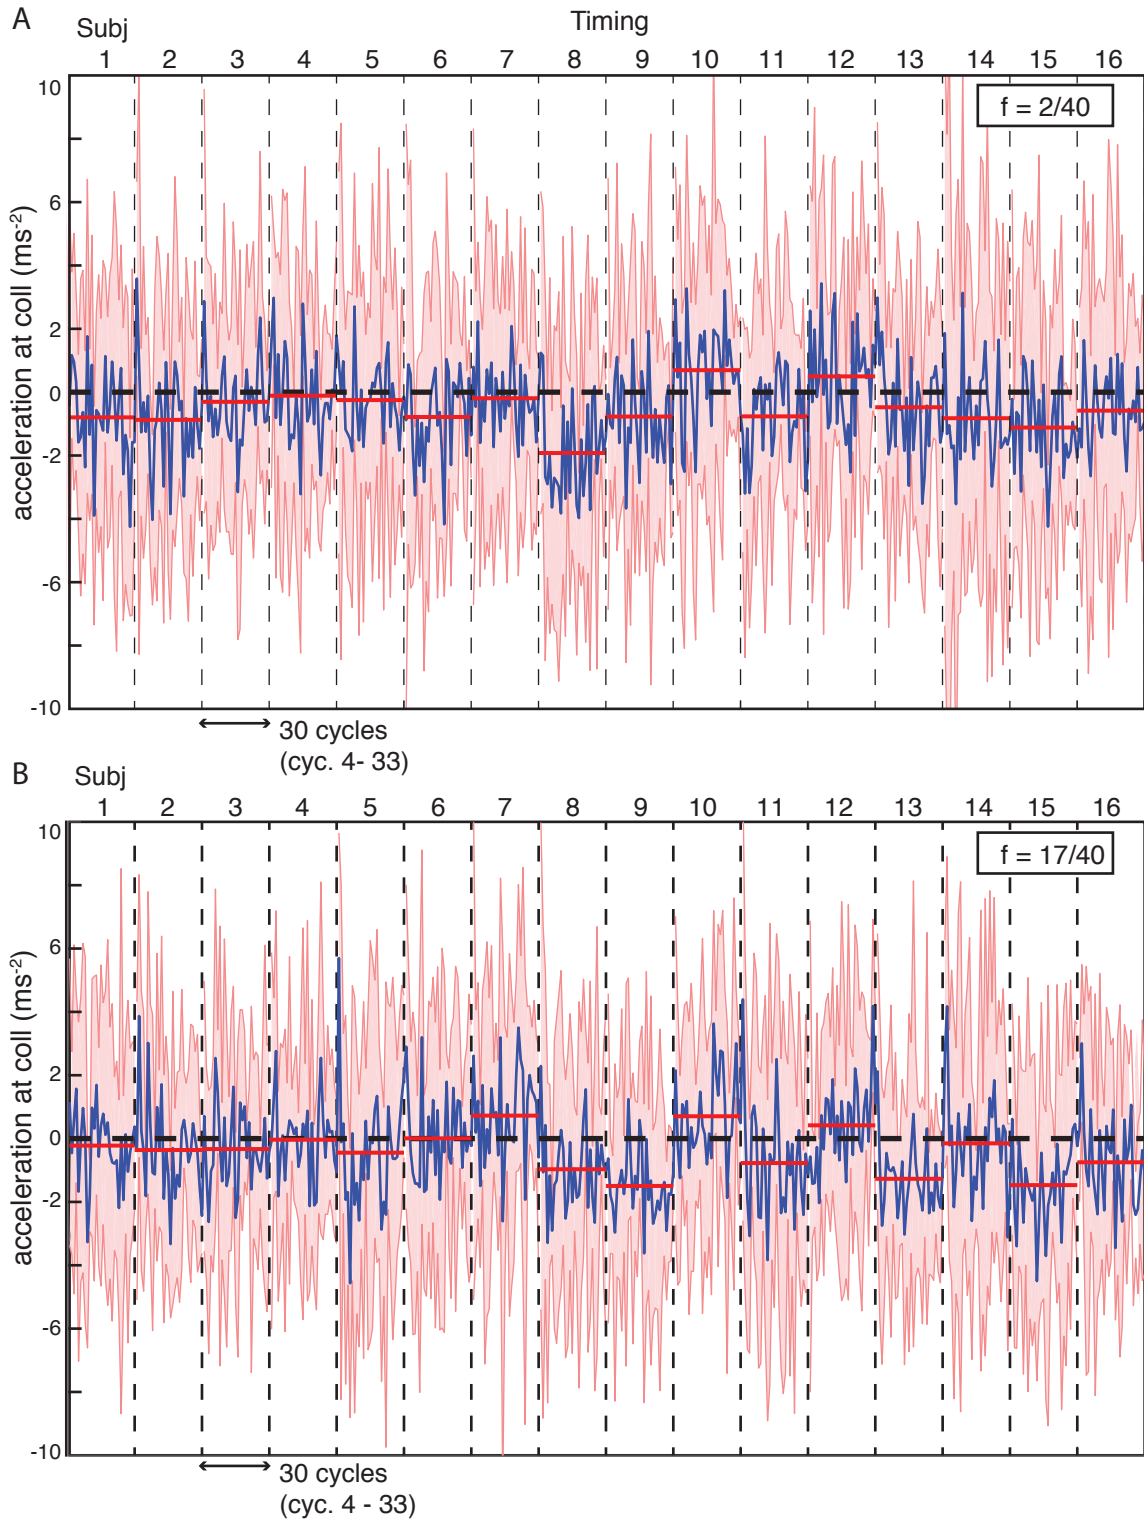 A
Subj
Timing
1 2 3 4 5 6 7 8 9 10 11 12 13 14 15 16
f = 2/40
acceleration at coll (ms-2)
10
6
2
0
-2
-6
-10
30 cycles
(cyc. 4- 33)
B
Subj
1 2 3 4 5 6 7 8 9 10 11 12 13 14 15 16
f = 17/40
acceleration at coll (ms-2)
10
6
2
0
-2
-6
-10
30 cycles
(cyc. 4 - 33)